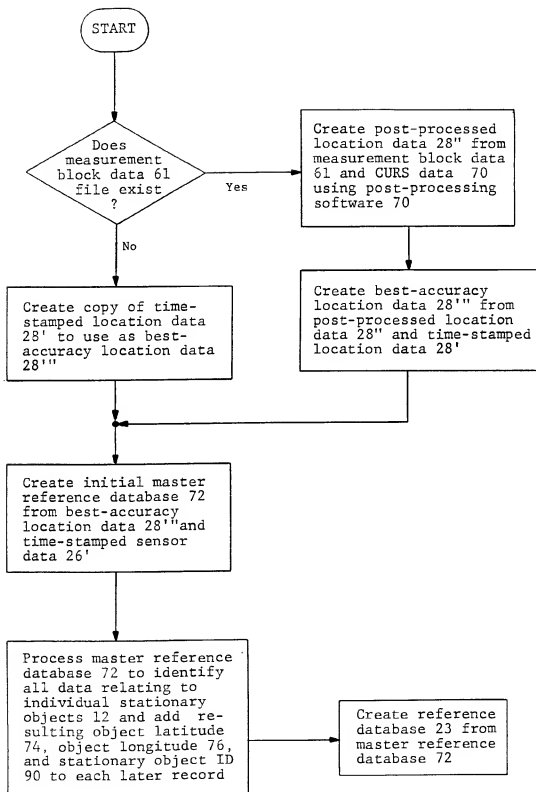 START
Does
measurement
block data 61
file exist
?
Yes
No
Create post-processed
location data 28" from
measurement block data
61 and CURS data 70
using post-processing
software 70
Create copy of time-
stamped location data
28' to use as best-
accuracy location data
28'"
Create best-accuracy
location data 28'" from
post-processed location
data 28" and time-stamped
location data 28'
Create initial master
reference database 72
from best-accuracy
location data 28'"and
time-stamped sensor
data 26'
Process master reference
database 72 to identify
all data relating to
individual stationary
objects 12 and add re-
sulting object latitude
74, object longitude 76,
and stationary object ID
90 to each later record
Create reference
database 23 from
master reference
database 72